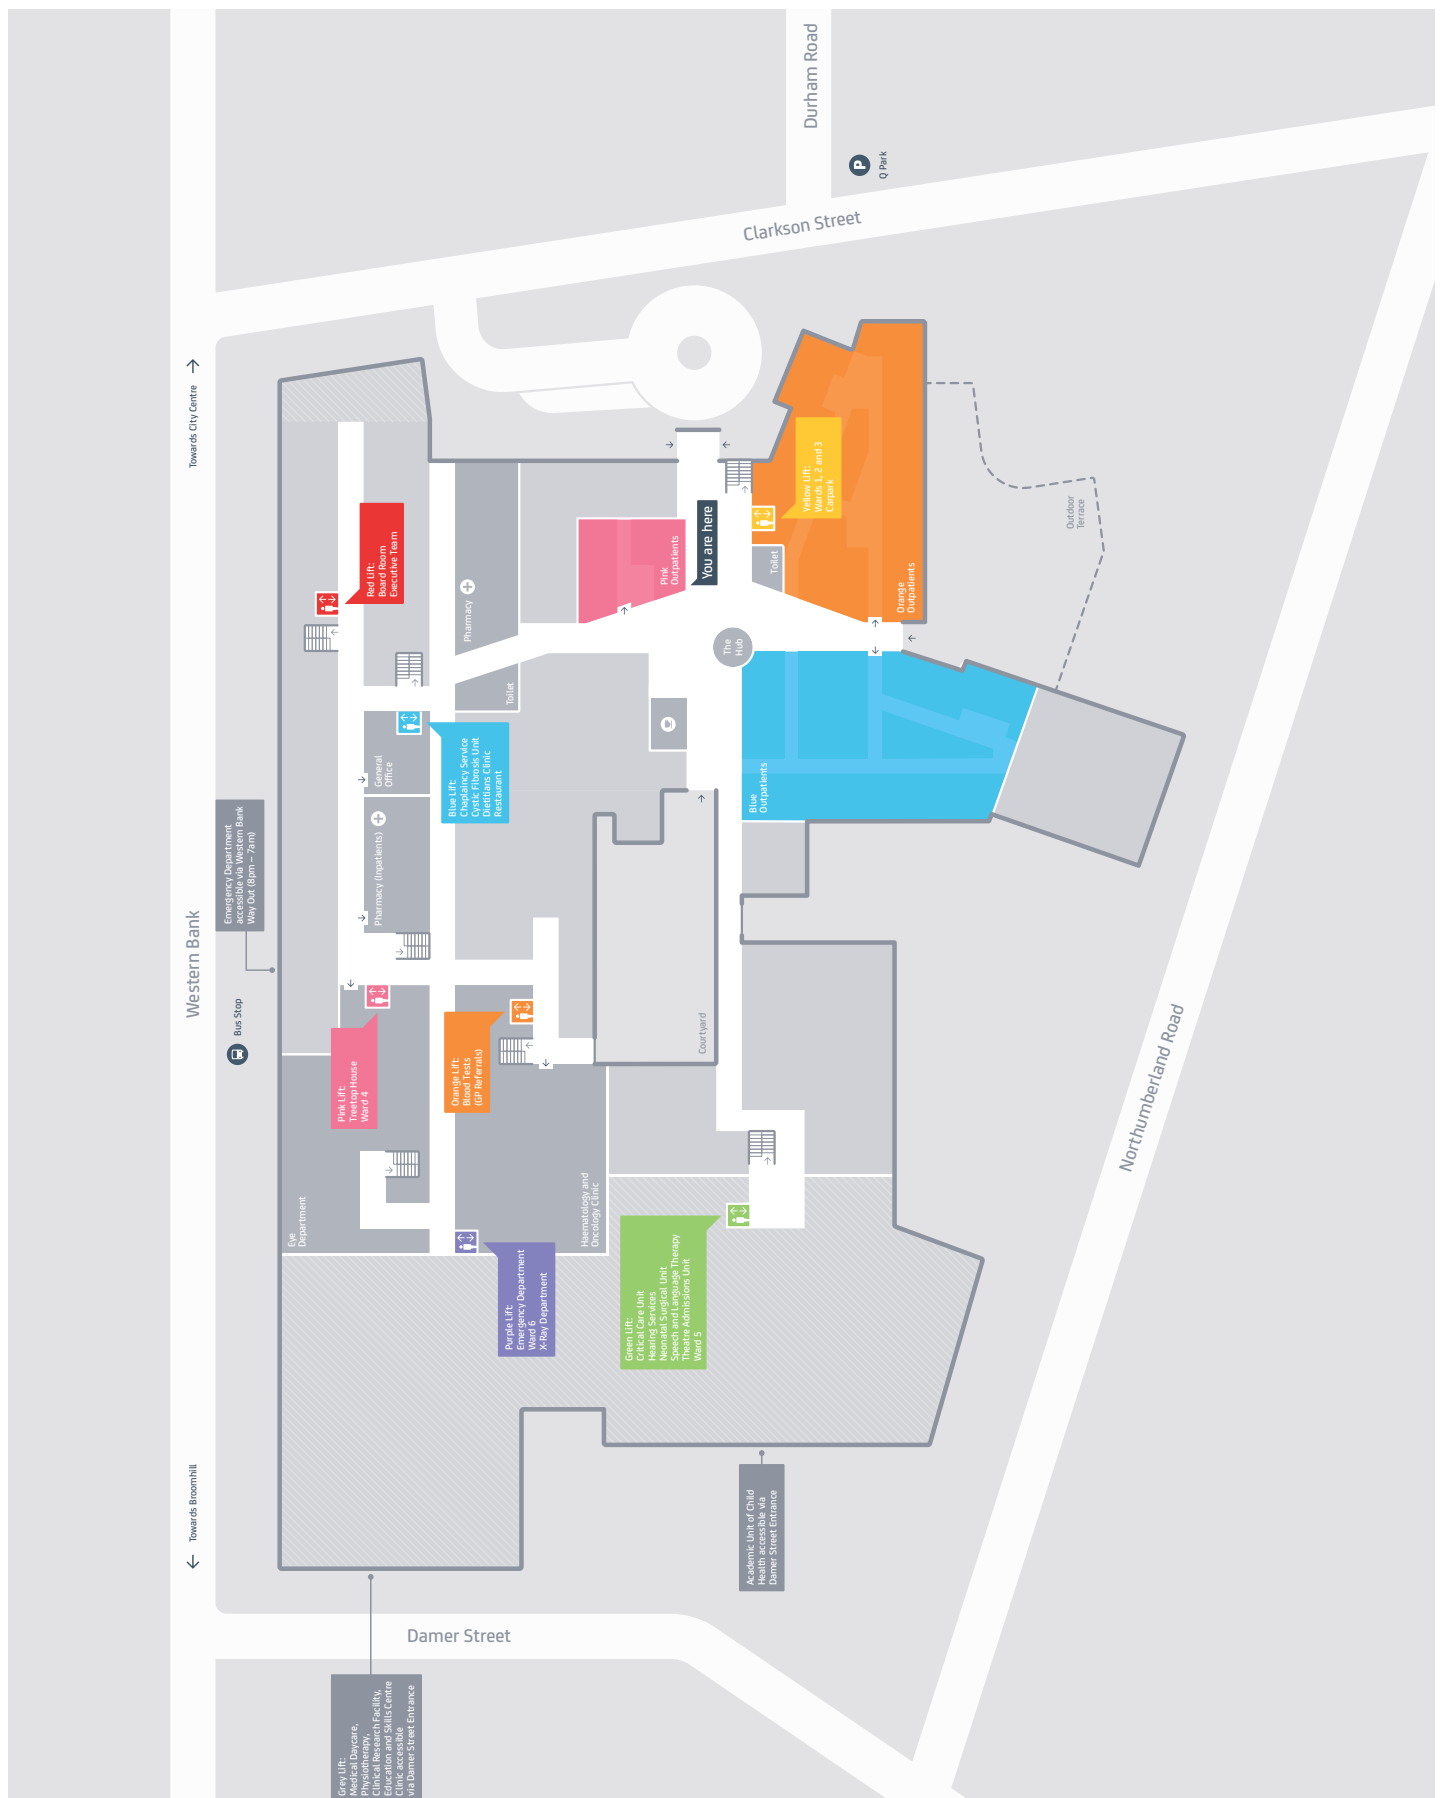 Durham Road
P
Q Park
Clarkson Street
Towards City Centre
Yellow Lift:
Wards 1, 2 and 3
Carpark
Red Lift:
Board Room
Executive Team
You are here
Pink
Outpatients
Toilet
Orange
Outpatients
Outdoor
Terrace
Pharmacy
The
Hub
Toilet
General
Office
Blue Lift:
Chaplaincy Service
Cystic Fibrosis Unit
Dietitians Clinic
Restaurant
Blue
Outpatients
Emergency Department
accessible via Western Bank
Way Out (8pm – 7am)
Pharmacy (Inpatients)
Western Bank
Bus Stop
Courtyard
Pink Lift:
Treetop House
Ward 4
Orange Lift:
Blood Tests
(GP Referrals)
Northumberland Road
Eye
Department
Haematology and
Oncology Clinic
Purple Lift:
Emergency Department
Ward 6
X-Ray Department
Green Lift:
Critical Care Unit
Hearing Services
Neonatal Surgical Unit
Speech and Language Therapy
Theatre Admissions Unit
Ward 5
Towards Broomhill
Academic Unit of Child
Health accessible via
Damer Street Entrance
Damer Street
Grey Lift:
Medical Daycare,
Physiotherapy,
Clinical Research Facility,
Education and Skills Centre
Clinic accessible
via Damer Street Entrance